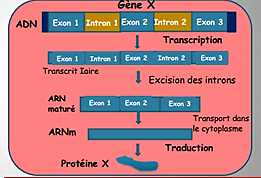 Gène X
ADN Exon 1 Intron 1 Exon 2 Intron 2 Exon 3
Transcription
Exon 1 Intron 1 Exon 2 Intron 2 Exon 3
Transcrit Iaire
Excision des introns
ARN maturé Exon 1 Exon 2 Exon 3
Transport dans
le cytoplasme
ARNm
Traduction
Protéine X